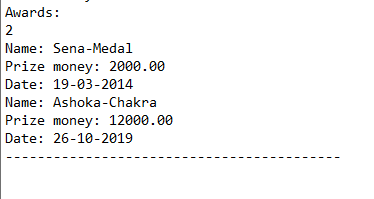 Awards:
2
Name: Sena-Medal
Prize money: 2000.00
Date: 19-03-2014
Name: Ashoka-Chakra
Prize money: 12000.00
Date: 26-10-2019
------------------------------------------